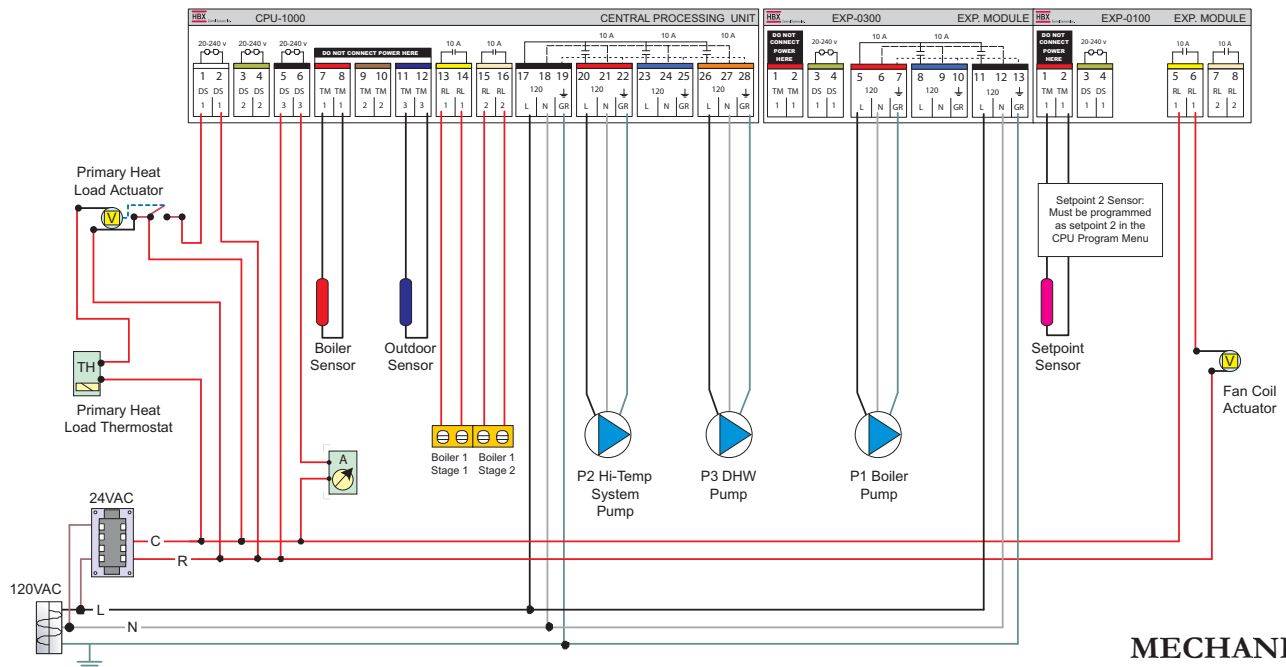 HBX CPU-1000 CENTRAL PROCESSING UNIT
HBX EXP-0300 EXP. MODULE
HBX EXP-0100 EXP. MODULE
20-240 v 20-240 v 20-240 v DO NOT CONNECT POWER HERE 10 A 10 A 10 A 10 A 10 A
1 2 3 4 5 6 7 8 9 10 11 12 13 14 15 16 17 18 19 20 21 22 23 24 25 26 27 28
DS DS DS DS DS DS TM TM TM TM TM TM RL RL RL RL 120 120 120 120
1 1 2 2 3 3 1 1 2 2 3 3 1 1 2 2 L N GR L N GR L N GR L N GR
DO NOT
CONNECT
POWER
HERE
20-240 v 10 A 10 A
1 2 3 4 5 6 7 8 9 10 11 12 13
TM TM DS DS 120 120 120
1 1 1 1 L N GR L N GR L N GR
DO NOT
CONNECT
POWER
HERE
20-240 v 10 A 10 A
1 2 3 4 5 6 7 8
TM TM DS DS RL RL RL RL
1 1 1 1 1 1 2 2
Primary Heat
Load Actuator
V
Setpoint 2 Sensor:
Must be programmed
as setpoint 2 in the
CPU Program Menu
TH
Primary Heat
Load Thermostat
Boiler
Sensor
Outdoor
Sensor
Setpoint
Sensor
V
Fan Coil
Actuator
A
Boiler 1
Stage 1
Boiler 1
Stage 2
P2 Hi-Temp
System
Pump
P3 DHW
Pump
P1 Boiler
Pump
24VAC
C
R
120VAC
L
N
MECHANI